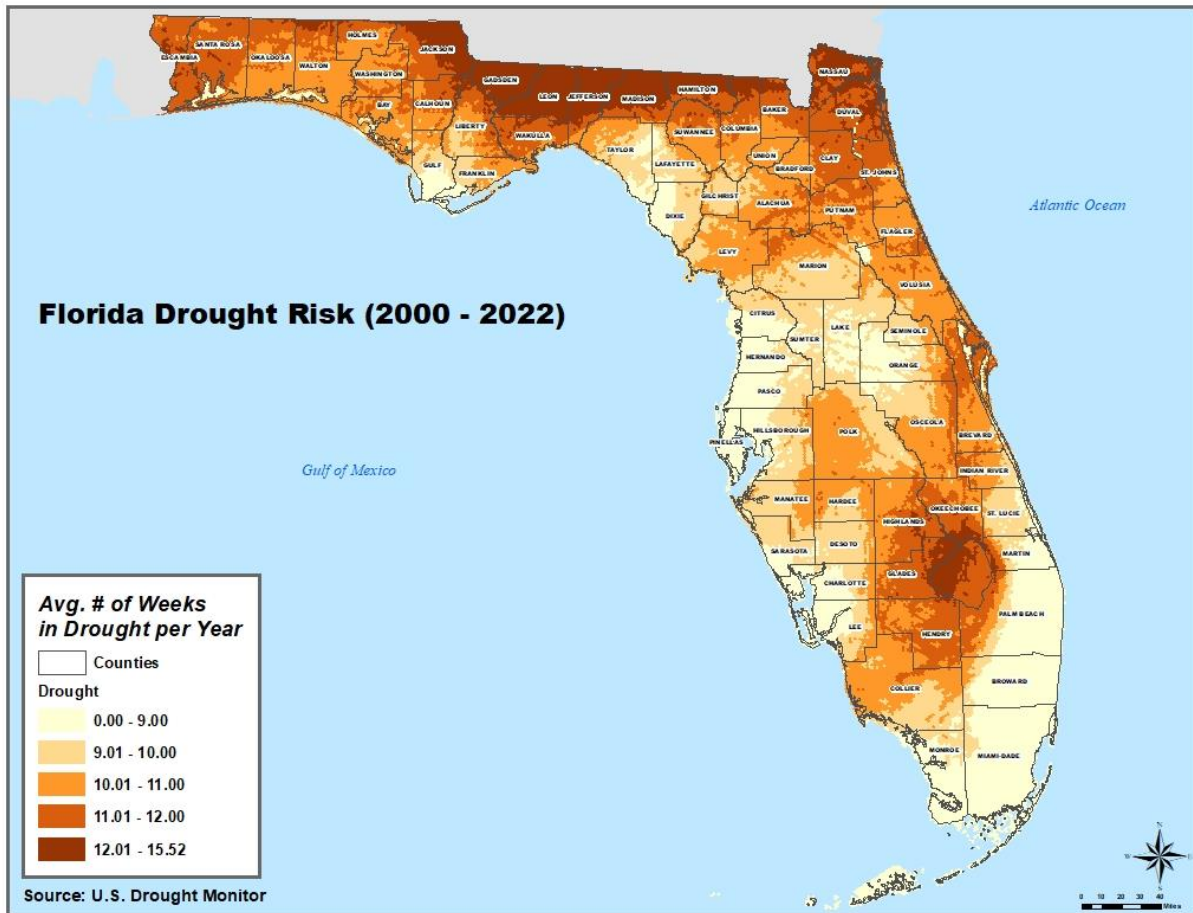 SANTA ROSA
HOLMES
JACKSON
ESCAMBIA
OKALOOSA
WALTON
WASHINGTON
GADSDEN
NASSAU
BAY
CALHOUN
LEON
JEFFERSON
MADISON
HAMILTON
BAKER
DUVAL
LIBERTY
WAKULLA
SUWANNEE
COLUMBIA
TAYLOR
LAFAYETTE
UNION
BRADFORD
CLAY
GULF
FRANKLIN
ST. JOHNS
GILCHRIST
ALACHUA
PUTNAM
DIXIE
FLAGLER
Atlantic Ocean
LEVY
MARION
VOLUSIA
Florida Drought Risk (2000 - 2022)
CITRUS
LAKE
SEMINOLE
SUMTER
HERNANDO
ORANGE
PASCO
OSCEOLA
HILLSBOROUGH
POLK
BREVARD
PINELLAS
Gulf of Mexico
INDIAN RIVER
MANATEE
HARDEE
OKEECHOBEE
ST. LUCIE
HIGHLANDS
SARASOTA
DESOTO
MARTIN
CHARLOTTE
GLADES
PALM BEACH
LEE
HENDRY
BROWARD
COLLIER
MONROE
MIAMI-DADE
Avg. # of Weeks
in Drought per Year
Counties
Drought
0.00 - 9.00
9.01 - 10.00
10.01 - 11.00
11.01 - 12.00
12.01 - 15.52
Source: U.S. Drought Monitor
N
W
E
S
0 10 20 30 40
Miles